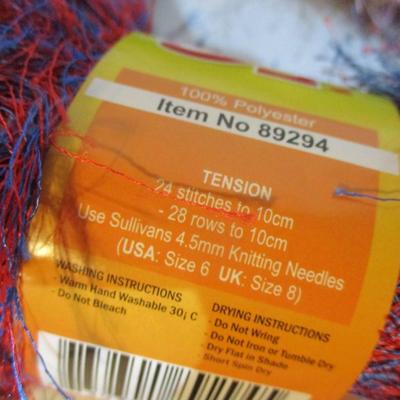 100% Polyester
Item No 89294
TENSION
24 stitches to 10cm
- 28 rows to 10cm
Use Sullivans 4.5mm Knitting Needles
(USA: Size 6 UK: Size 8)
WASHING INSTRUCTIONS
- Warm Hand Washable 30¡ C
- Do Not Bleach
DRYING INSTRUCTIONS
- Do Not Wring
- Do Not Iron or Tumble Dry
- Dry Flat in Shade
- Short Spin Dry